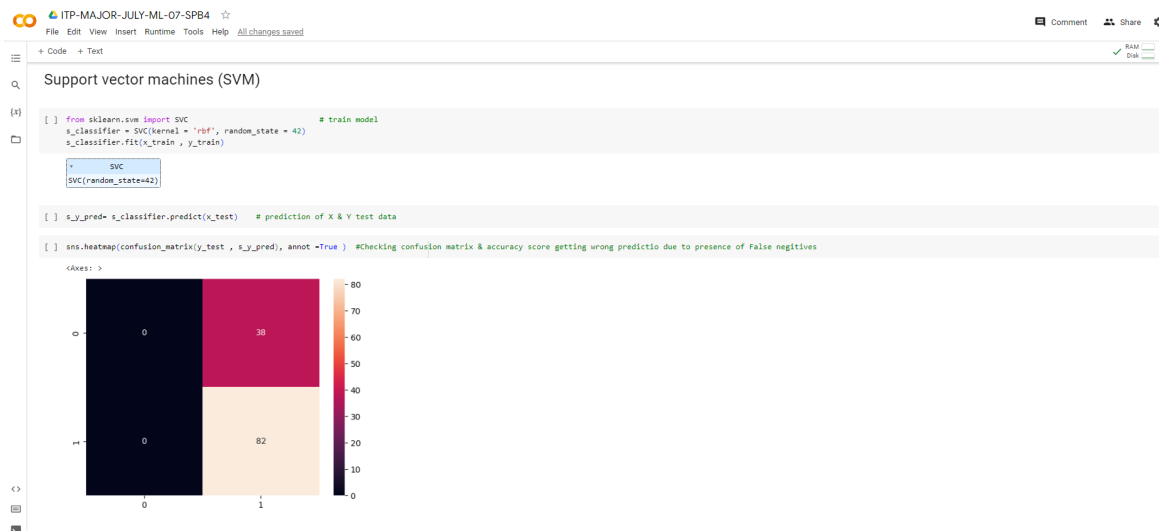 ITP-MAJOR-JULY-ML-07-SPB4
Comment Share
File Edit View Insert Runtime Tools Help All changes saved
+ Code + Text
RAM
Disk
Support vector machines (SVM)
{x}
[ ] from sklearn.svm import SVC # train model
s_classifier = SVC(kernel = 'rbf', random_state = 42)
s_classifier.fit(x_train , y_train)
SVC
SVC(random_state=42)
[ ] s_y_pred= s_classifier.predict(x_test) # prediction of X & Y test data
[ ] sns.heatmap(confusion_matrix(y_test , s_y_pred), annot =True ) #Checking confusion matrix & accuracy score getting wrong predictio due to presence of False negitives
<Axes: >
80
70
0 0 38
60
50
40
30
1 0 82
20
10
0
0 1